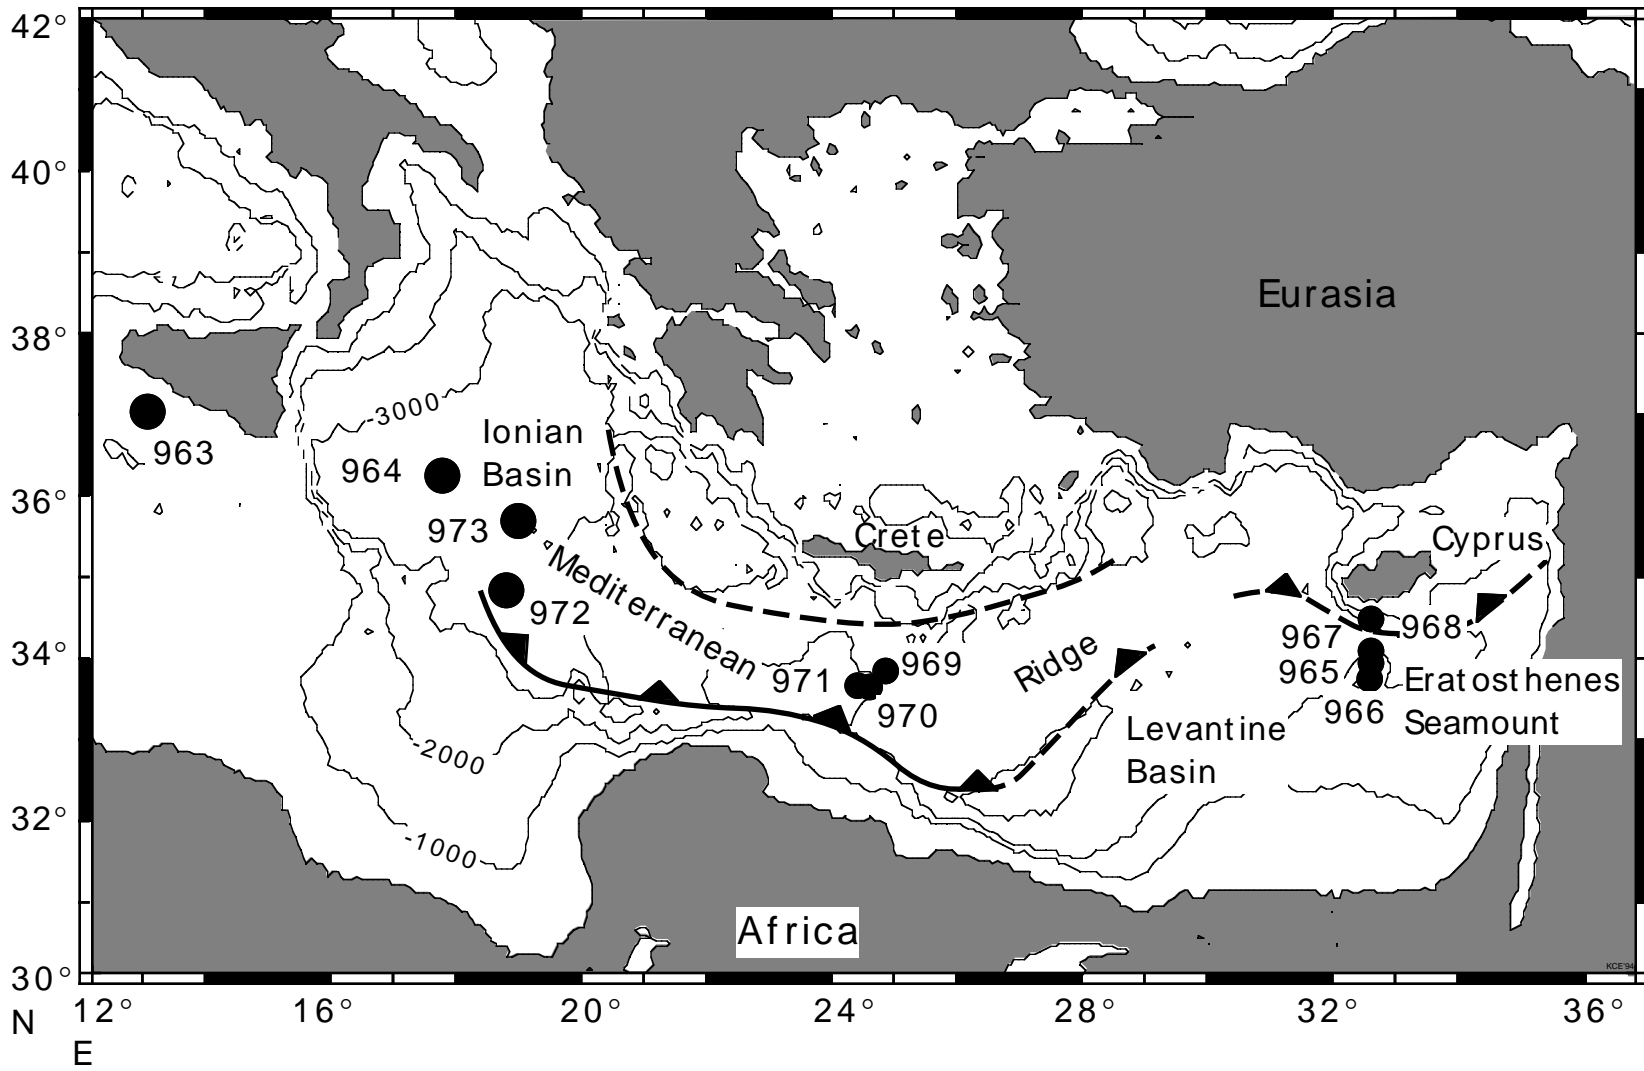 42°
40°
38°
36°
34°
32°
30°
N
E
12°
16°
20°
24°
28°
32°
36°
Eurasia
-3000
Ionian
Basin
963
964
973
972
Crete
Cyprus
Mediterranean
Ridge
971
969
970
967
968
965
966
Eratosthenes
Seamount
Levantine
Basin
-2000
-1000
Africa
KCE'94